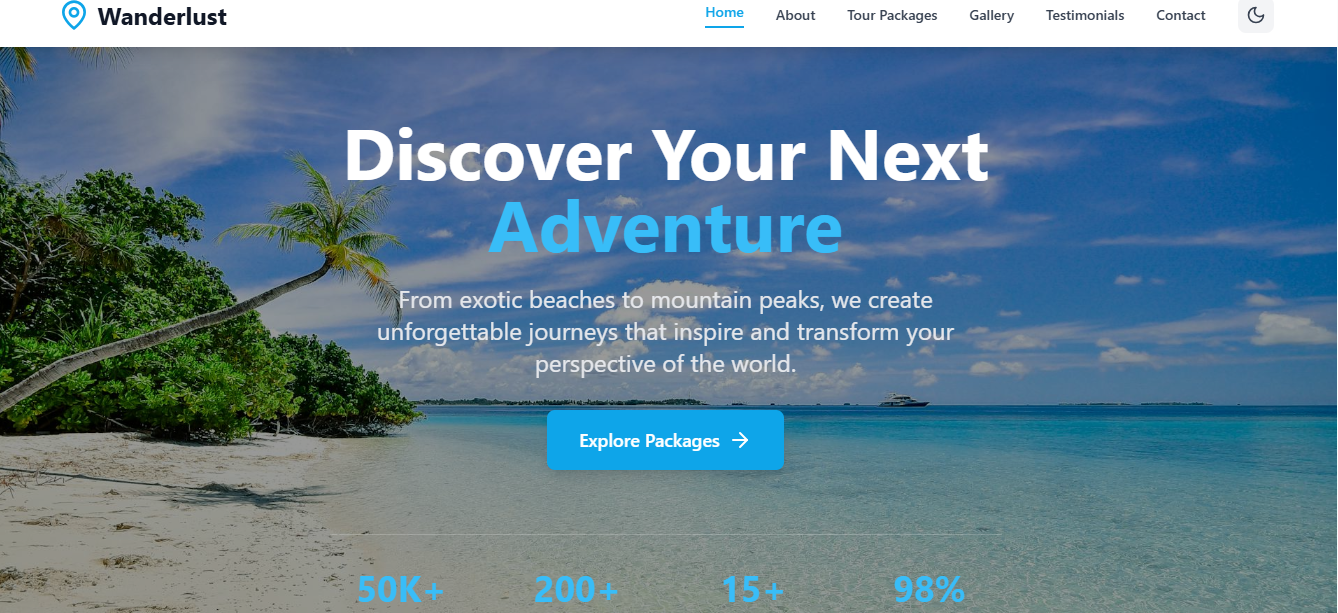 Wanderlust
Home About Tour Packages Gallery Testimonials Contact
Discover Your Next
Adventure
From exotic beaches to mountain peaks, we create
unforgettable journeys that inspire and transform your
perspective of the world.
Explore Packages
50K+ 200+ 15+ 98%